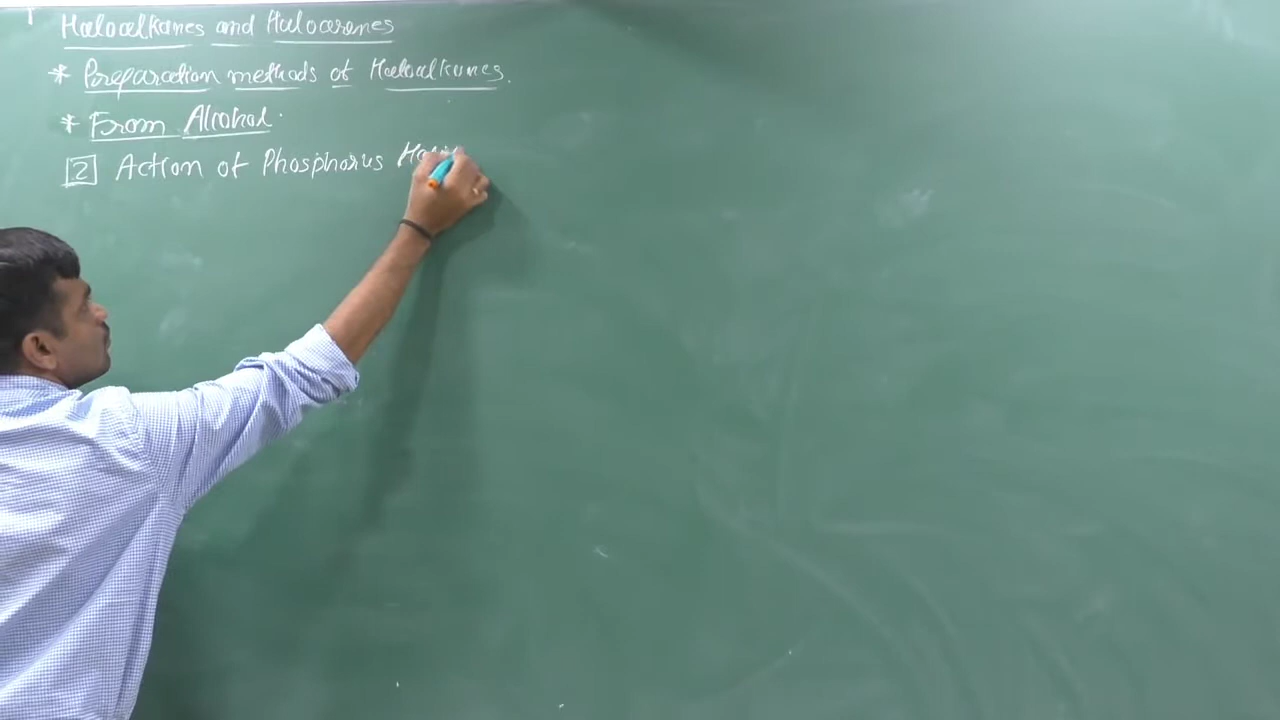 Haloalkanes and Haloarenes
* Preparation methods of Haloalkanes.
* From Alcohol.
2 Action of Phosphorus